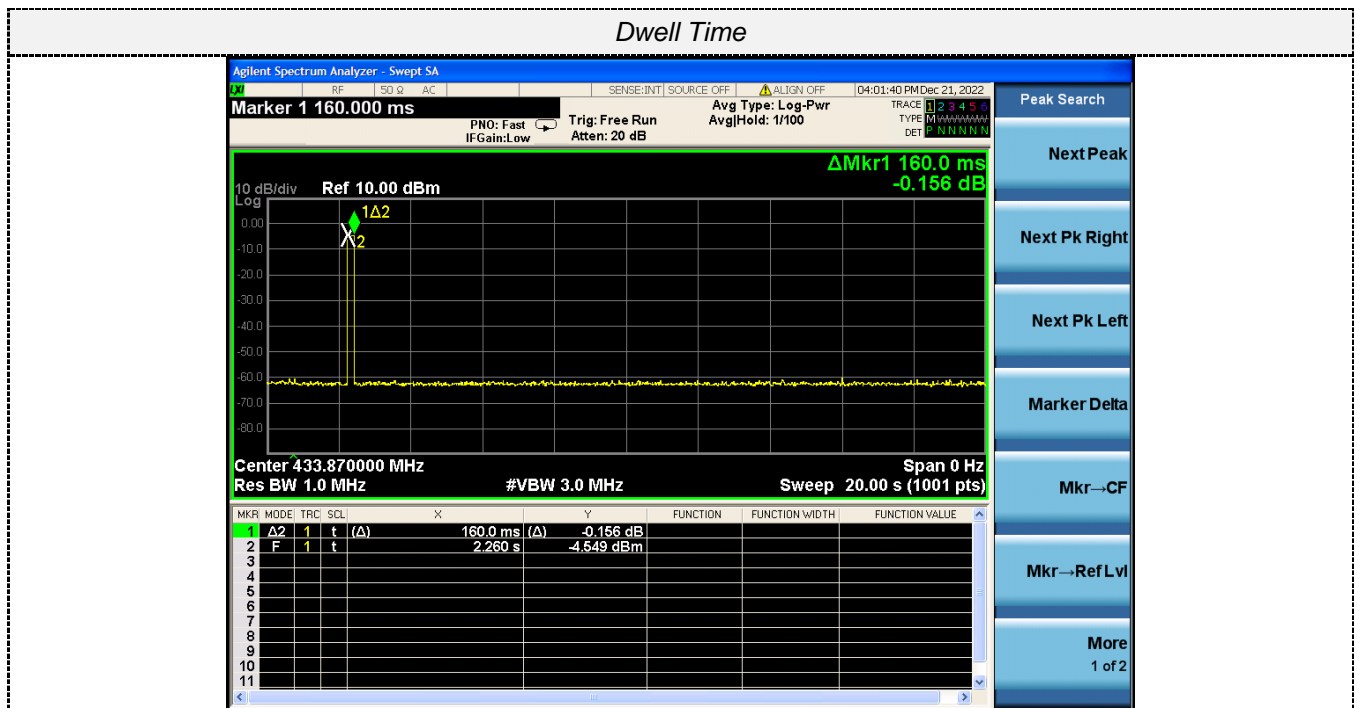 Dwell Time
Agilent Spectrum Analyzer - Swept SA
LXI RF 50 Ω AC SENSE:INT SOURCE OFF ⚠ALIGN OFF 04:01:40 PM Dec 21, 2022
Marker 1 160.000 ms
PNO: Fast
IFGain:Low
Trig: Free Run
Atten: 20 dB
Avg Type: Log-Pwr
Avg|Hold: 1/100
TRACE 1 2 3 4 5 6
TYPE M WWWWW
DET P N N N N N
ΔMkr1 160.0 ms
-0.156 dB
10 dB/div Ref 10.00 dBm
Log
1Δ2
0.00
2
-10.0
-20.0
-30.0
-40.0
-50.0
-60.0
-70.0
-80.0
Center 433.870000 MHz Span 0 Hz
Res BW 1.0 MHz #VBW 3.0 MHz Sweep 20.00 s (1001 pts)
MKR MODE TRC SCL X Y FUNCTION FUNCTION WIDTH FUNCTION VALUE
1 Δ2 1 t (Δ) 160.0 ms (Δ) -0.156 dB
2 F 1 t 2.260 s -4.549 dBm
3
4
5
6
7
8
9
10
11
Peak Search
Next Peak
Next Pk Right
Next Pk Left
Marker Delta
Mkr→CF
Mkr→Ref Lvl
More
1 of 2